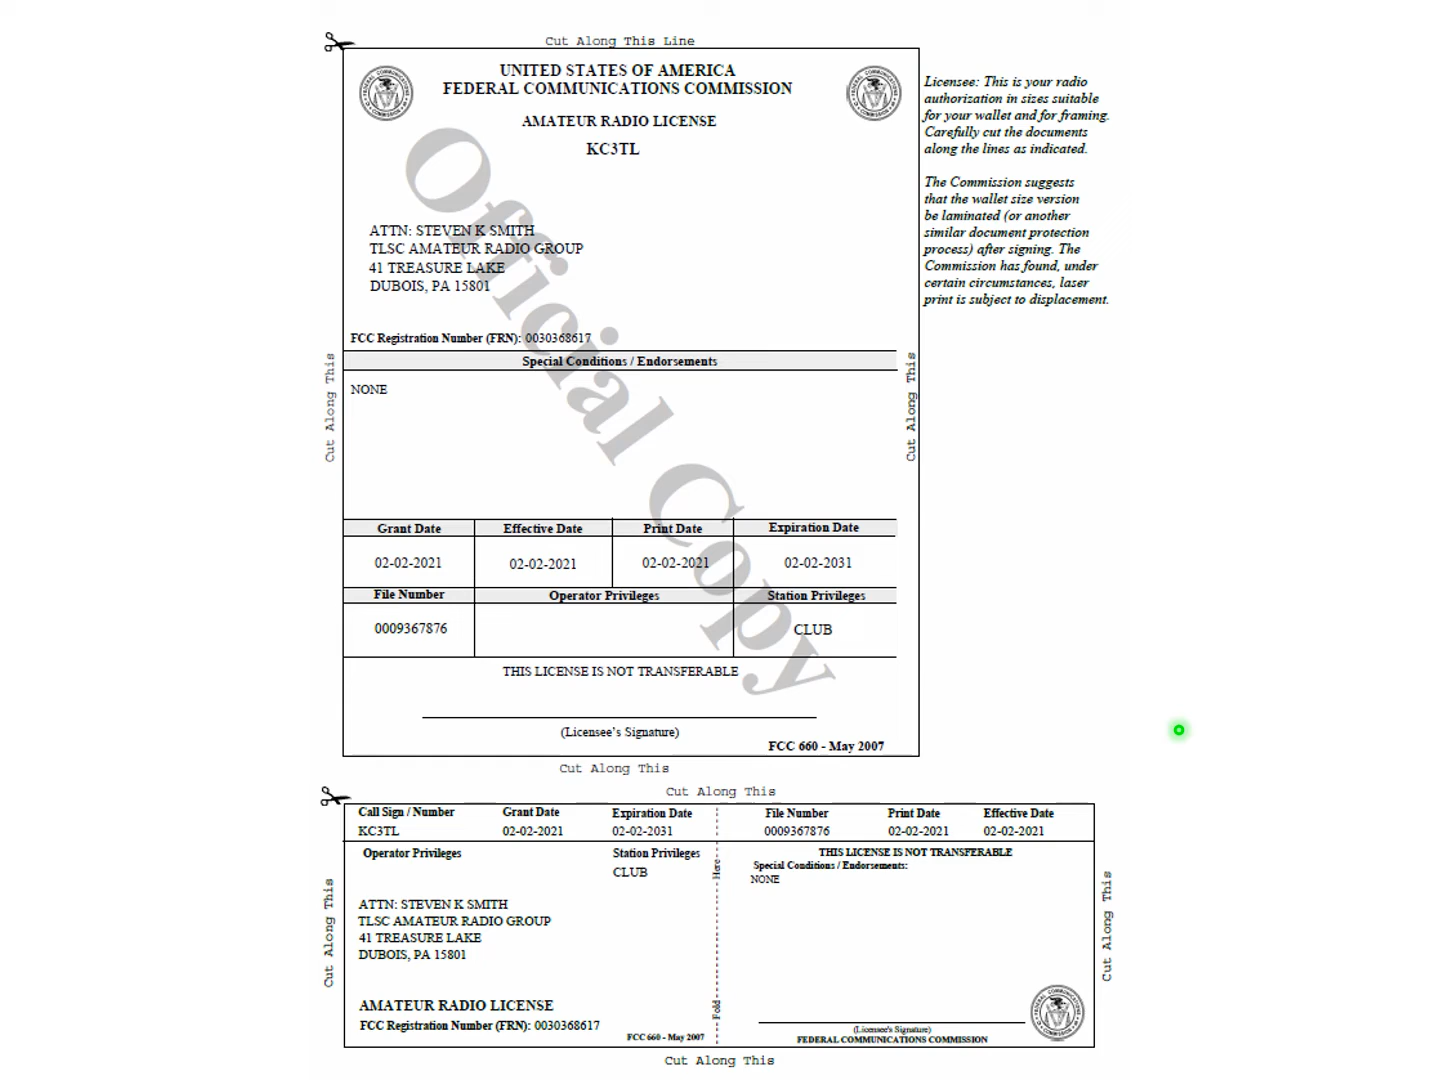 Cut Along This Line
UNITED STATES OF AMERICA
FEDERAL COMMUNICATIONS COMMISSION
AMATEUR RADIO LICENSE
KC3TL
ATTN: STEVEN K SMITH
TLSC AMATEUR RADIO GROUP
41 TREASURE LAKE
DUBOIS, PA 15801
FCC Registration Number (FRN): 0030368617
Special Conditions / Endorsements
NONE
Grant Date Effective Date Print Date Expiration Date
02-02-2021 02-02-2021 02-02-2021 02-02-2031
File Number Operator Privileges Station Privileges
0009367876 CLUB
THIS LICENSE IS NOT TRANSFERABLE
(Licensee's Signature)
FCC 660 - May 2007
Official Copy
Cut Along This
Cut Along This
Cut Along This
Licensee: This is your radio
authorization in sizes suitable
for your wallet and for framing.
Carefully cut the documents
along the lines as indicated.
The Commission suggests
that the wallet size version
be laminated (or another
similar document protection
process) after signing. The
Commission has found, under
certain circumstances, laser
print is subject to displacement.
Cut Along This
Call Sign / Number Grant Date Expiration Date File Number Print Date Effective Date
KC3TL 02-02-2021 02-02-2031 0009367876 02-02-2021 02-02-2021
Operator Privileges Station Privileges
CLUB
ATTN: STEVEN K SMITH
TLSC AMATEUR RADIO GROUP
41 TREASURE LAKE
DUBOIS, PA 15801
AMATEUR RADIO LICENSE
FCC Registration Number (FRN): 0030368617
FCC 660 - May 2007
Fold Here
THIS LICENSE IS NOT TRANSFERABLE
Special Conditions / Endorsements:
NONE
(Licensee's Signature)
FEDERAL COMMUNICATIONS COMMISSION
Cut Along This
Cut Along This
Cut Along This